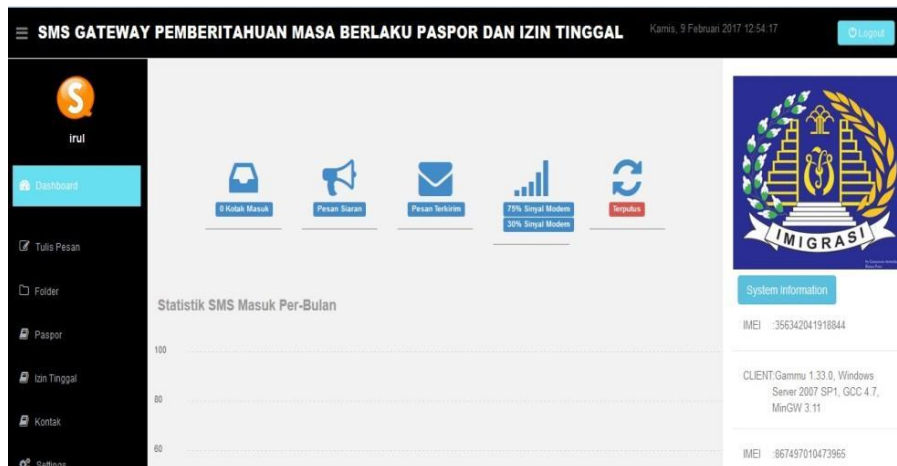 SMS GATEWAY PEMBERITAHUAN MASA BERLAKU PASPOR DAN IZIN TINGGAL
Kamis, 9 Februari 2017 12:54:17
Logout
S
irul
Dashboard
Tulis Pesan
Folder
Paspor
Izin Tinggal
Kontak
Settings
0 Kotak Masuk
Pesan Siaran
Pesan Terkirim
75% Sinyal Modem
30% Sinyal Modem
Terputus
Statistik SMS Masuk Per-Bulan
100
80
60
IMIGRASI
System Information
IMEI :356342041918844
CLIENT:Gammu 1.33.0, Windows
Server 2007 SP1, GCC 4.7,
MinGW 3.11
IMEI :867497010473965